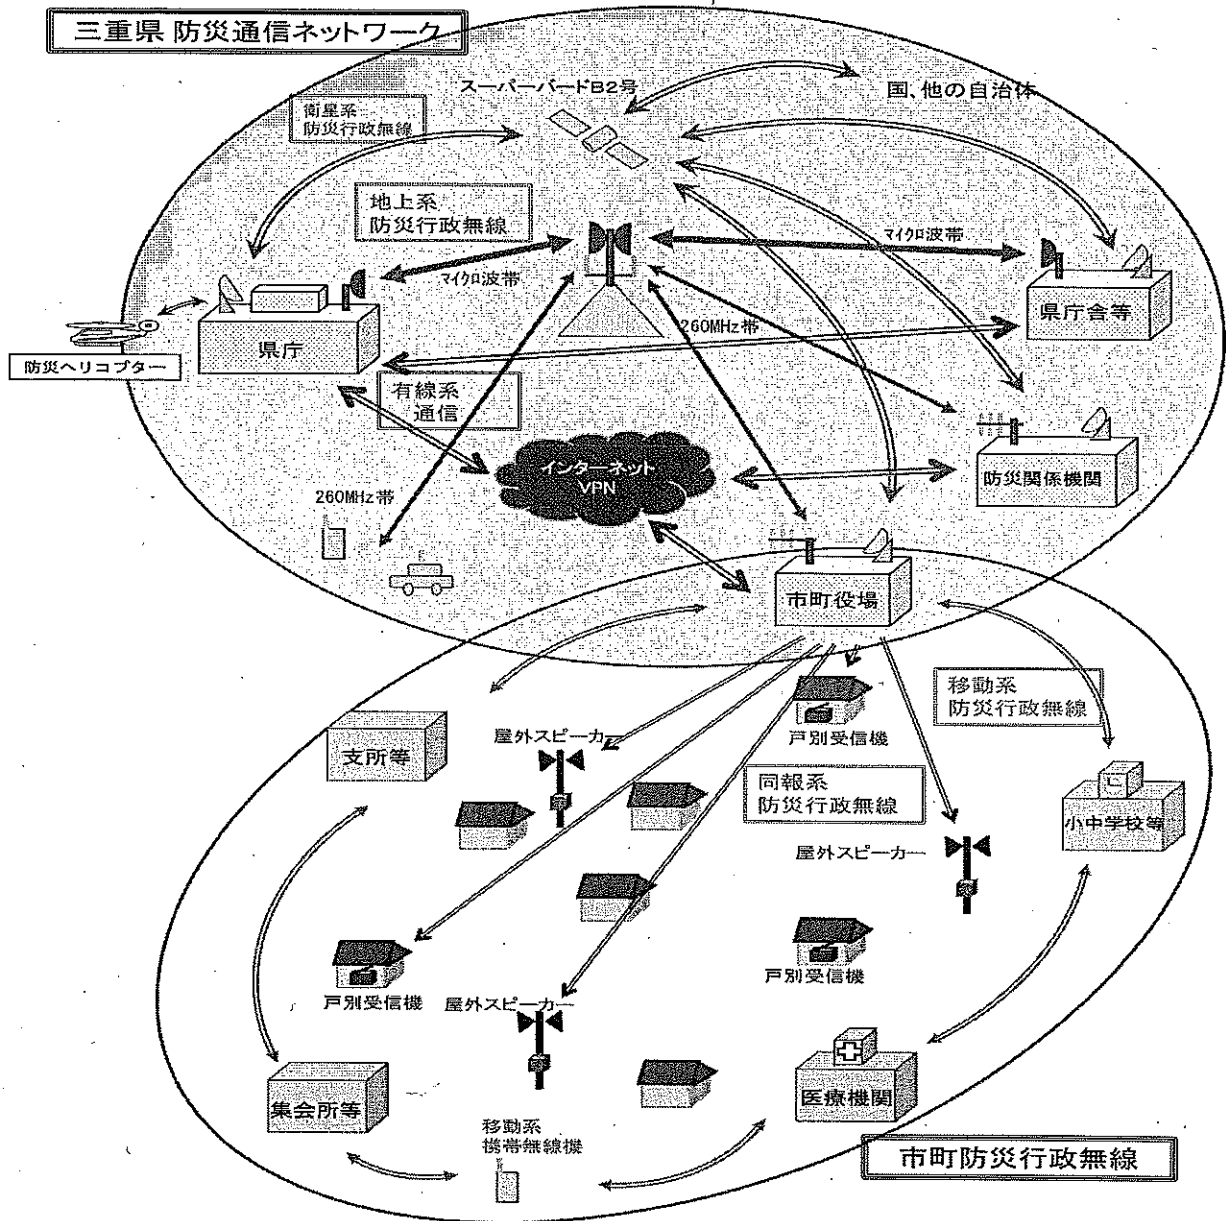 三重県 防災通信ネットワーク
スーパーバードB2号
国、他の自治体
衛星系
防災行政無線
地上系
防災行政無線
マイクロ波帯
マイクロ波帯
県庁舎等
県庁
260MHz帯
防災ヘリコプター
有線系
通信
インターネット
VPN
防災関係機関
260MHz帯
市町役場
移動系
防災行政無線
戸別受信機
支所等
屋外スピーカー
同報系
防災行政無線
小中学校等
屋外スピーカー
戸別受信機
戸別受信機
屋外スピーカー
集会所等
医療機関
移動系
携帯無線機
市町防災行政無線